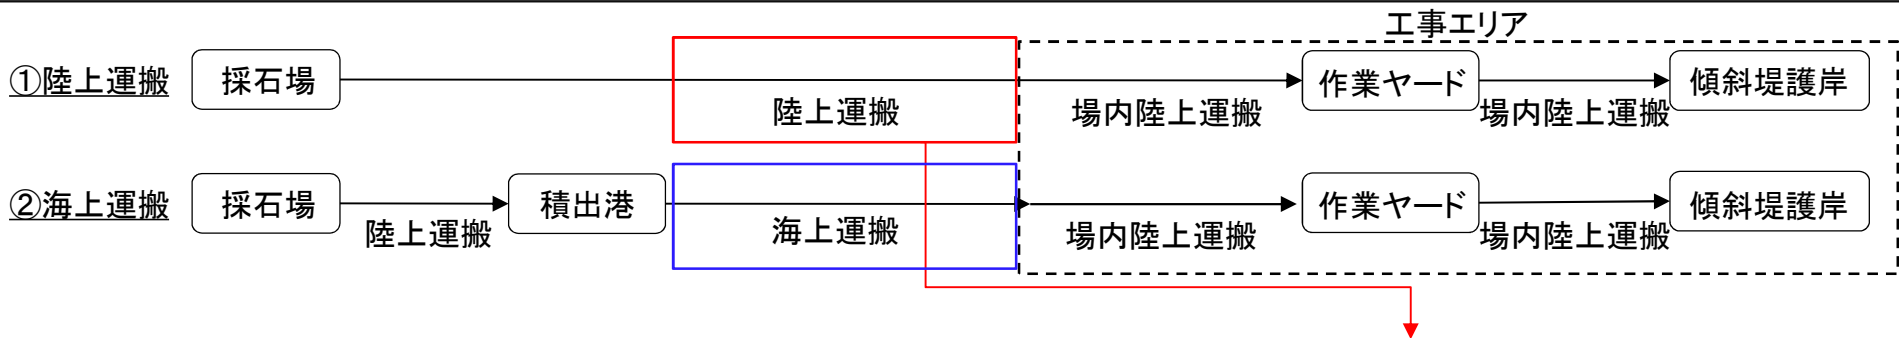 工事エリア
①陸上運搬 採石場 作業ヤード 傾斜堤護岸
陸上運搬 場内陸上運搬 場内陸上運搬
②海上運搬 採石場 積出港 作業ヤード 傾斜堤護岸
陸上運搬 海上運搬 場内陸上運搬 場内陸上運搬